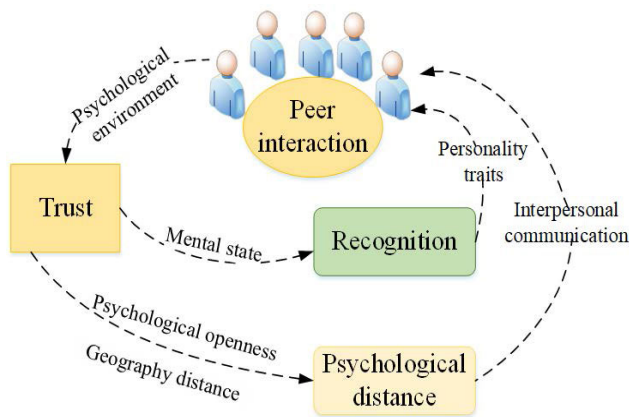 Psychological
environment
Peer
interaction
Personality
traits
Trust
Mental state
Recognition
Interpersonal
communication
Psychological openness
Geography distance
Psychological
distance